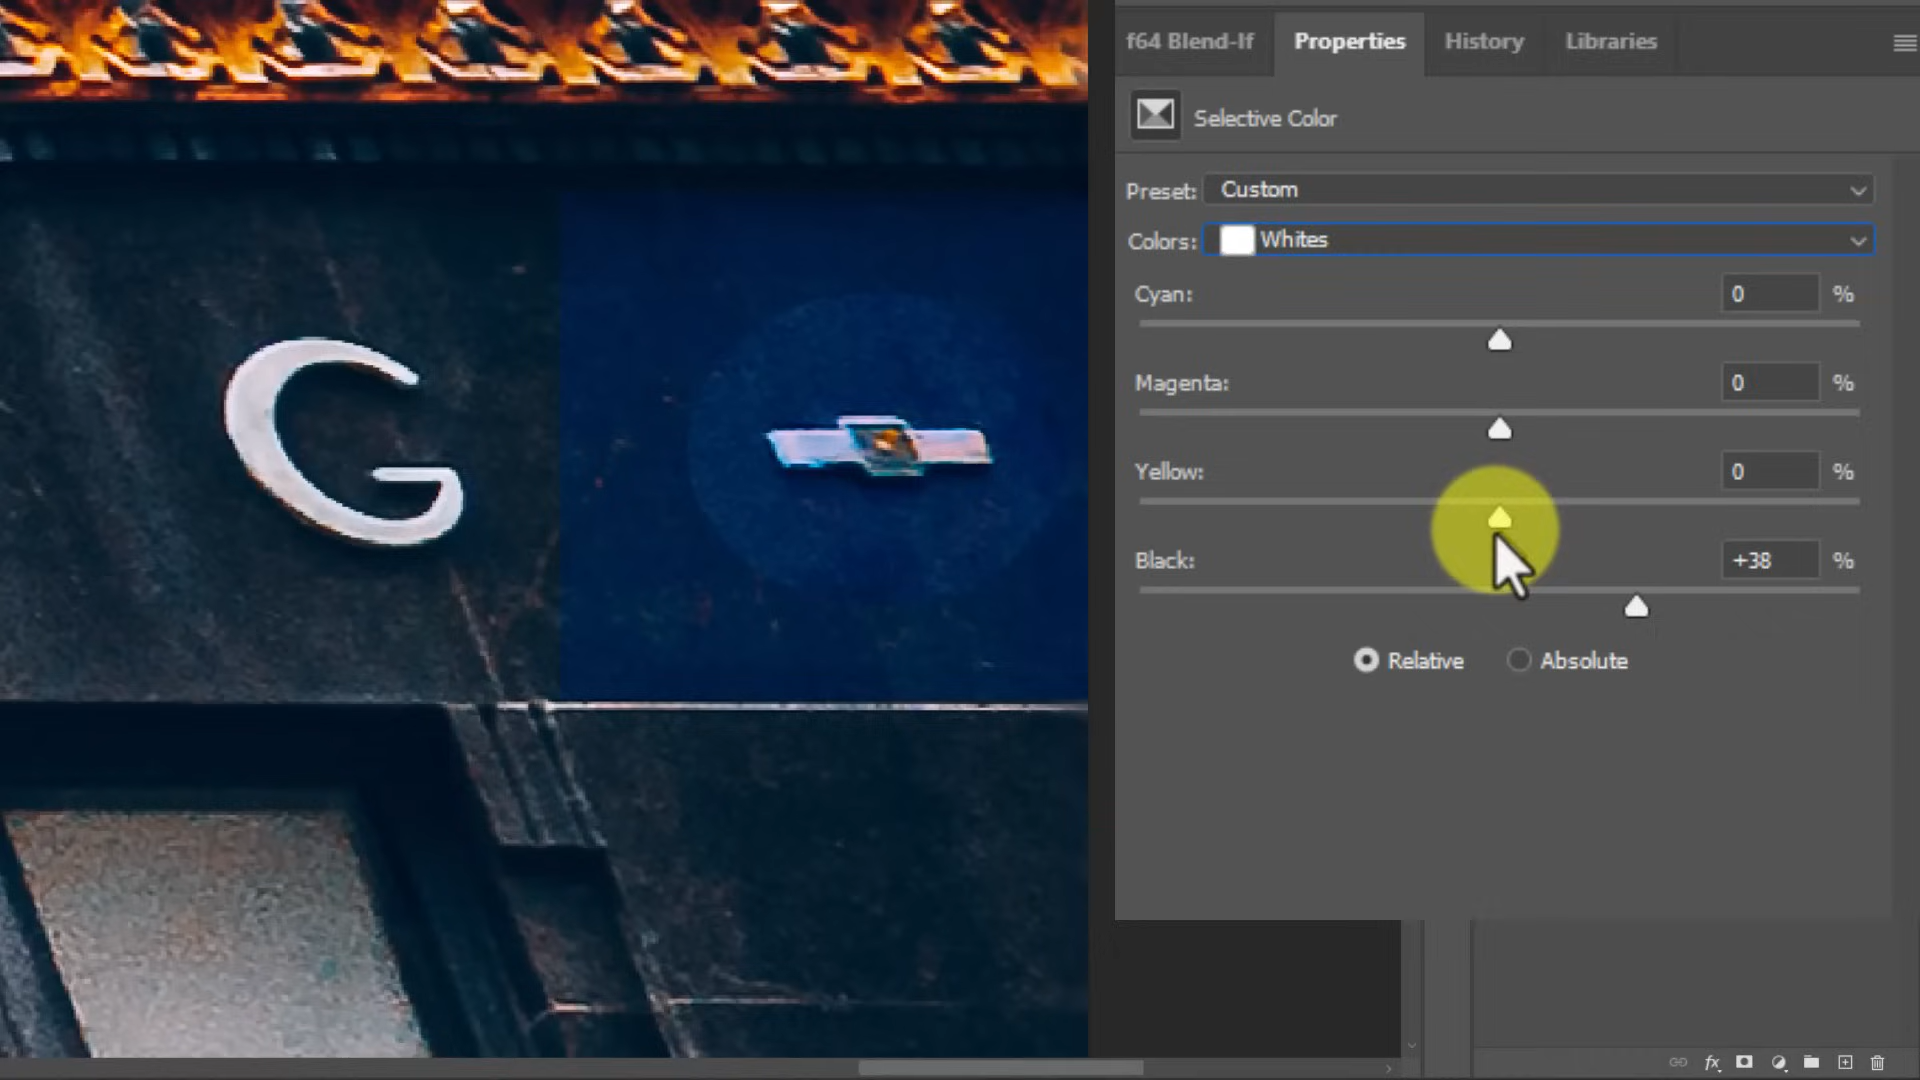 f64 Blend-If Properties History Libraries
Selective Color
Preset: Custom
Colors: Whites
Cyan: 0 %
Magenta: 0 %
Yellow: 0 %
Black: +38 %
Relative Absolute
G
fx